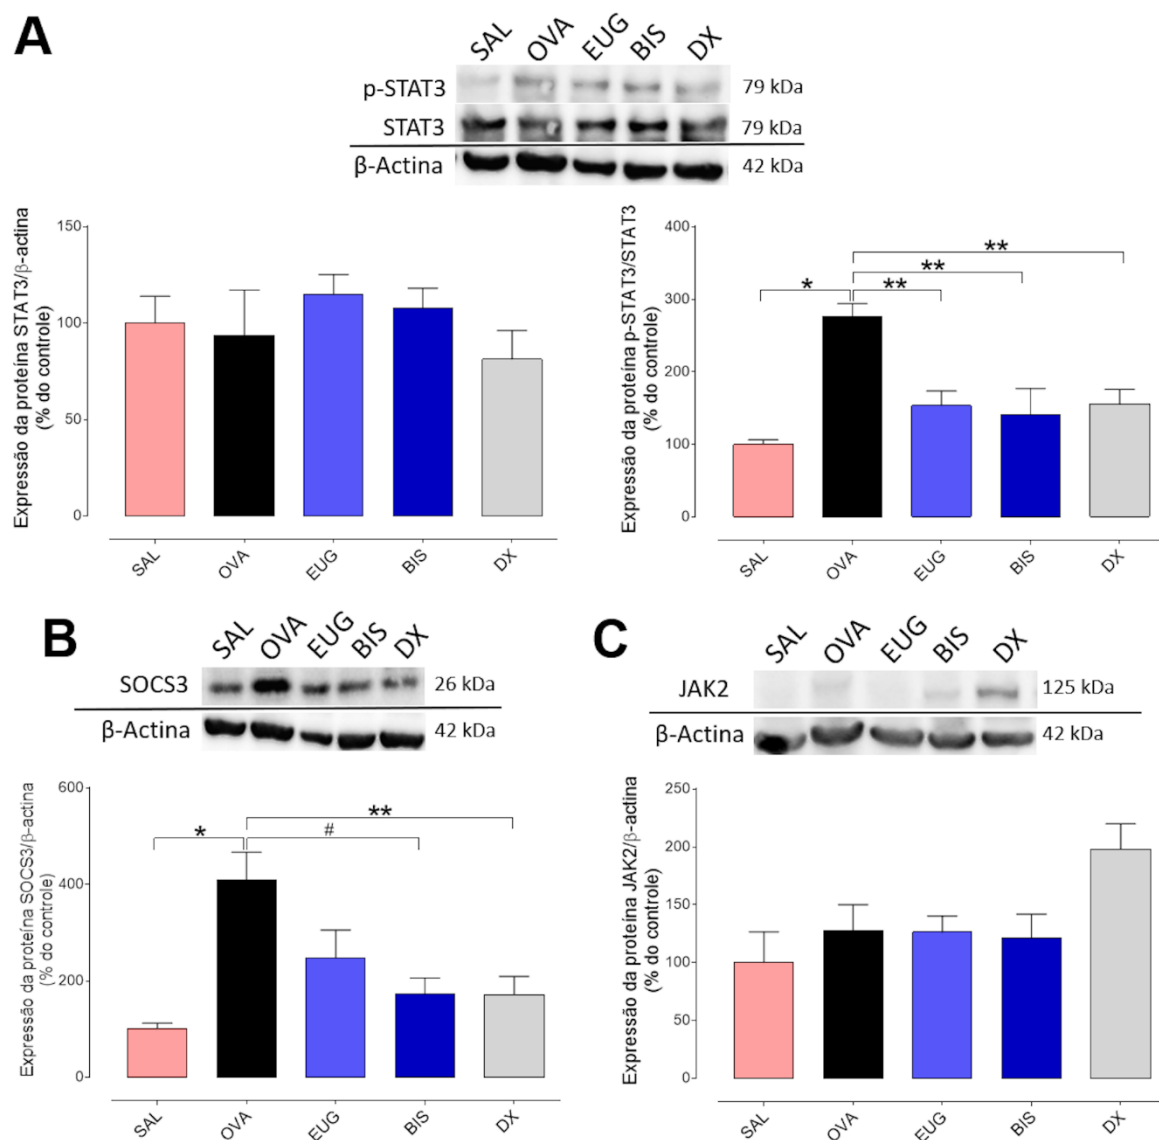 A
SAL OVA EUG BIS DX
p-STAT3 79 kDa
STAT3 79 kDa
β-Actina 42 kDa
Expressão da proteína STAT3/β-actina
(% do controle)
150
100
50
0
SAL OVA EUG BIS DX
Expressão da proteína p-STAT3/STAT3
(% do controle)
400
300
200
100
0
* ** ** **
SAL OVA EUG BIS DX
B
SAL OVA EUG BIS DX
SOCS3 26 kDa
β-Actina 42 kDa
Expressão da proteína SOCS3/β-actina
(% do controle)
600
400
200
0
* # **
SAL OVA EUG BIS DX
C
SAL OVA EUG BIS DX
JAK2 125 kDa
β-Actina 42 kDa
Expressão da proteína JAK2/β-actina
(% do controle)
250
200
150
100
50
0
SAL OVA EUG BIS DX